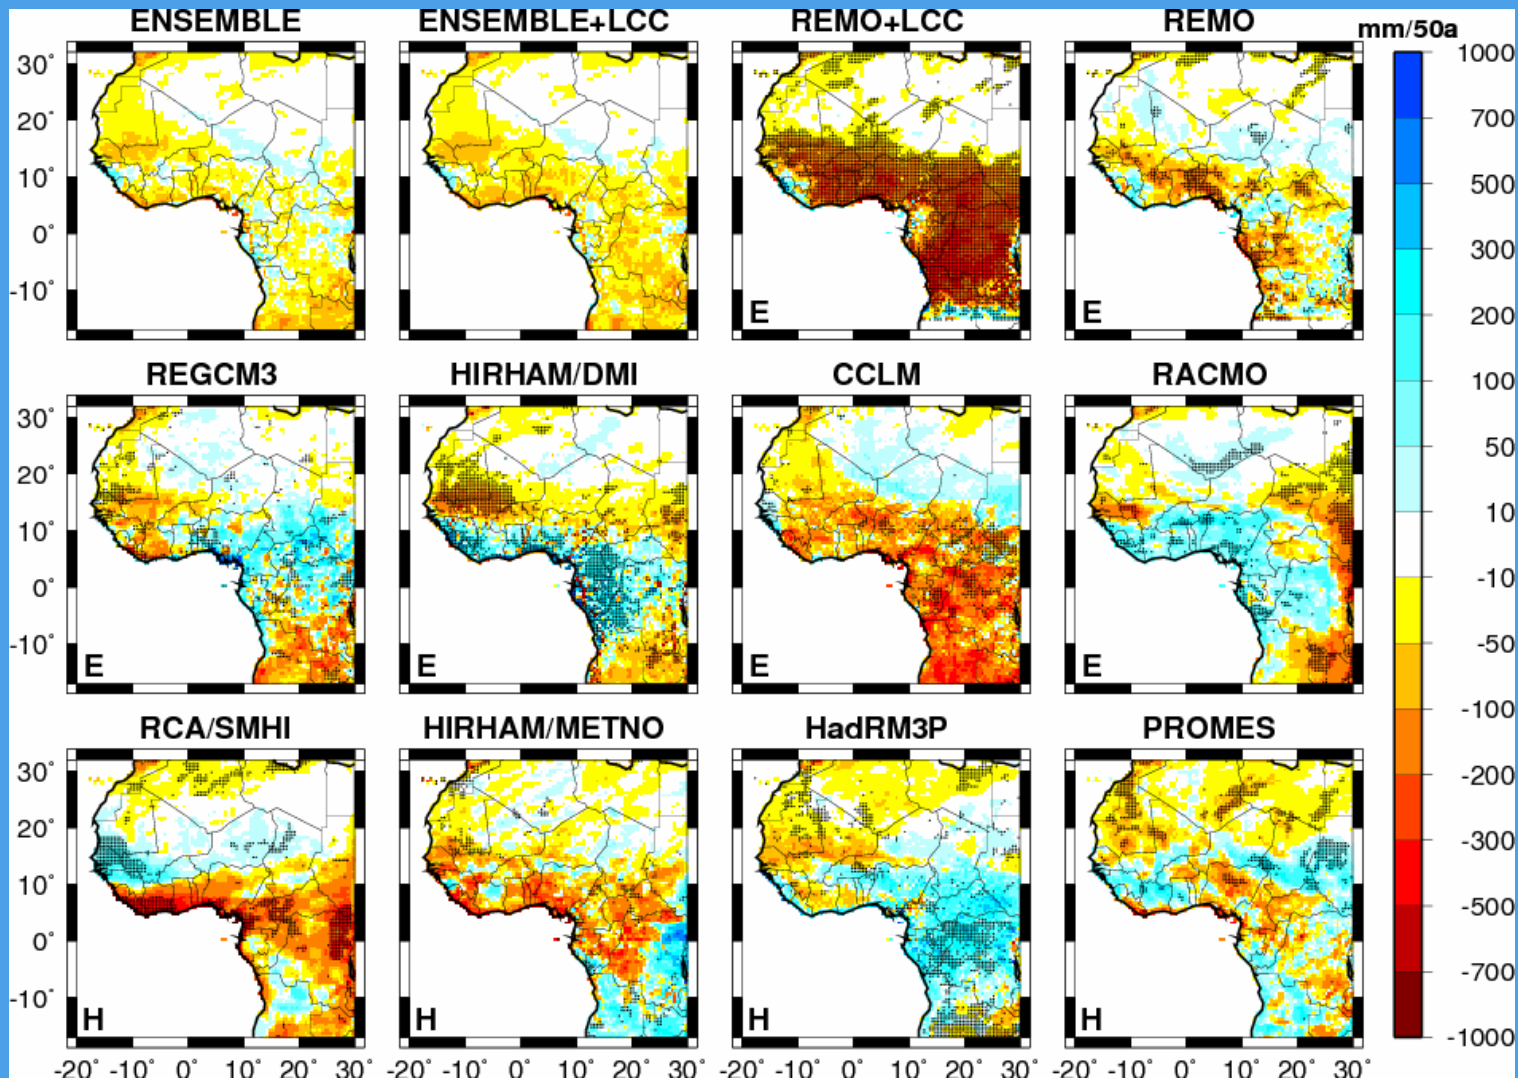 ENSEMBLE ENSEMBLE+LCC REMO+LCC REMO
mm/50a
30° 1000
20° 700
10° 500
0° 300
-10° 200
E E
REGCM3 HIRHAM/DMI CCLM RACMO
100
30° 50
20° 10
10° -10
0° -50
-10° -100
E E E E
RCA/SMHI HIRHAM/METNO HadRM3P PROMES
30° -200
20° -300
10° -500
0° -700
-10° -1000
H H H H
-20° -10° 0° 10° 20° 30° -20° -10° 0° 10° 20° 30° -20° -10° 0° 10° 20° 30° -20° -10° 0° 10° 20° 30°